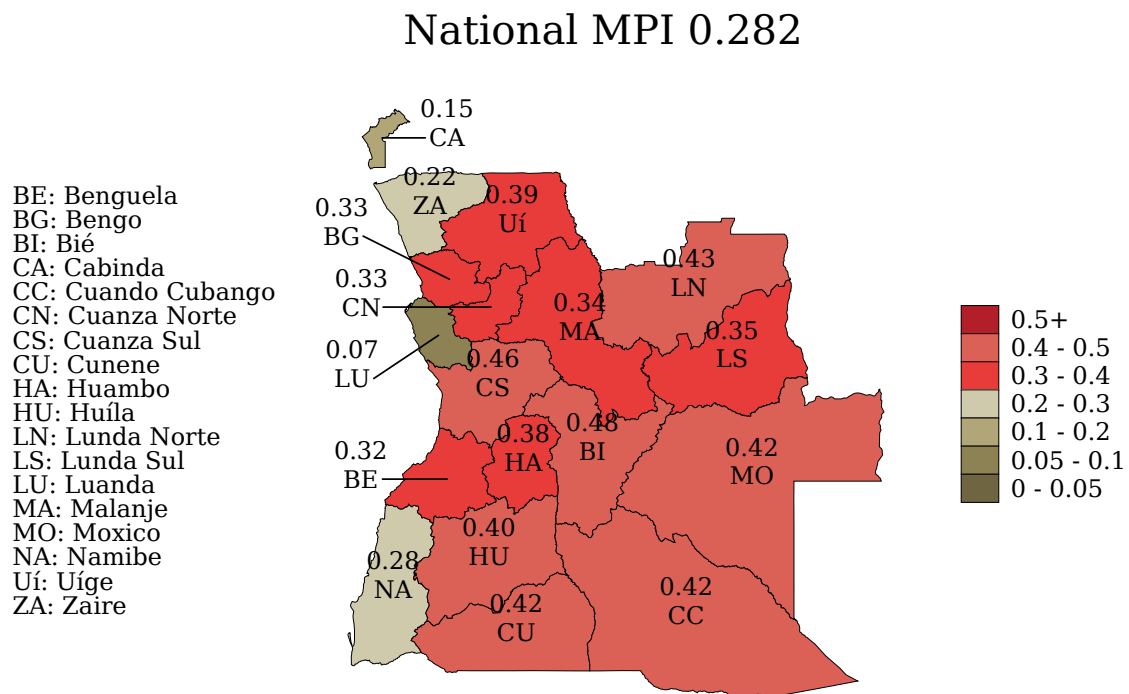 National MPI 0.282
0.15
CA
0.22
ZA
0.39
Uí
0.33
BG
0.43
LN
0.33
CN
0.34
MA
0.35
LS
0.07
LU
0.46
CS
0.48
BI
0.38
HA
0.42
MO
0.32
BE
0.40
HU
0.28
NA
0.42
CU
0.42
CC
BE: Benguela
BG: Bengo
BI: Bié
CA: Cabinda
CC: Cuando Cubango
CN: Cuanza Norte
CS: Cuanza Sul
CU: Cunene
HA: Huambo
HU: Huíla
LN: Lunda Norte
LS: Lunda Sul
LU: Luanda
MA: Malanje
MO: Moxico
NA: Namibe
Uí: Uíge
ZA: Zaire
0.5+
0.4 - 0.5
0.3 - 0.4
0.2 - 0.3
0.1 - 0.2
0.05 - 0.1
0 - 0.05